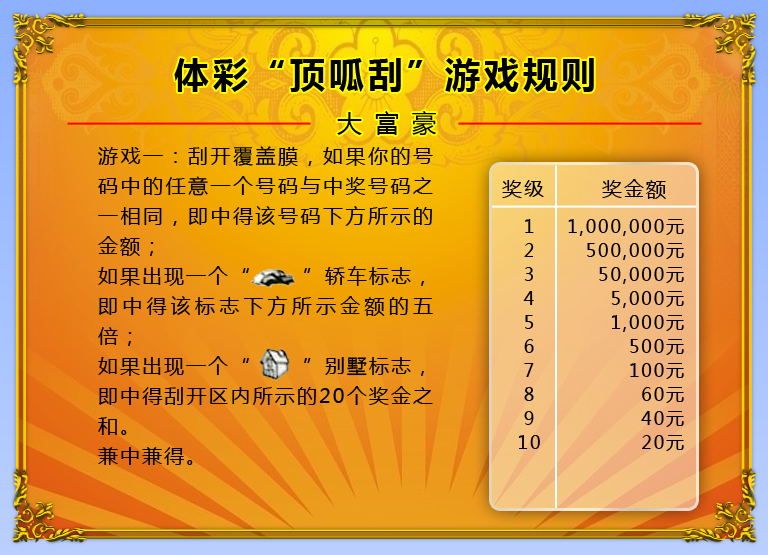 体彩“顶呱刮”游戏规则
大富豪
游戏一：刮开覆盖膜，如果你的号
码中的任意一个号码与中奖号码之
一相同，即中得该号码下方所示的
金额；
如果出现一个“ ”轿车标志，
即中得该标志下方所示金额的五
倍；
如果出现一个“ ”别墅标志，
即中得刮开区内所示的20个奖金之
和。
兼中兼得。
奖级 奖金额
1 1,000,000元
2 500,000元
3 50,000元
4 5,000元
5 1,000元
6 500元
7 100元
8 60元
9 40元
10 20元